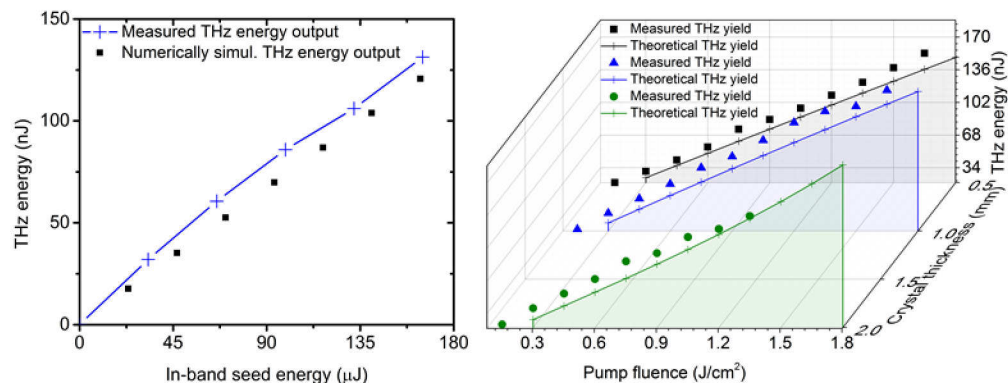 150
100
50
0
THz energy (nJ)
Measured THz energy output
Numerically simul. THz energy output
0
45
90
135
180
In-band seed energy (μJ)
Measured THz yield
Theoretical THz yield
Measured THz yield
Theoretical THz yield
Measured THz yield
Theoretical THz yield
170
136
102
68
34
THz energy (nJ)
0.5
1.0
1.5
2.0
Crystal thickness (mm)
0.3
0.6
0.9
1.2
1.5
1.8
Pump fluence (J/cm²)